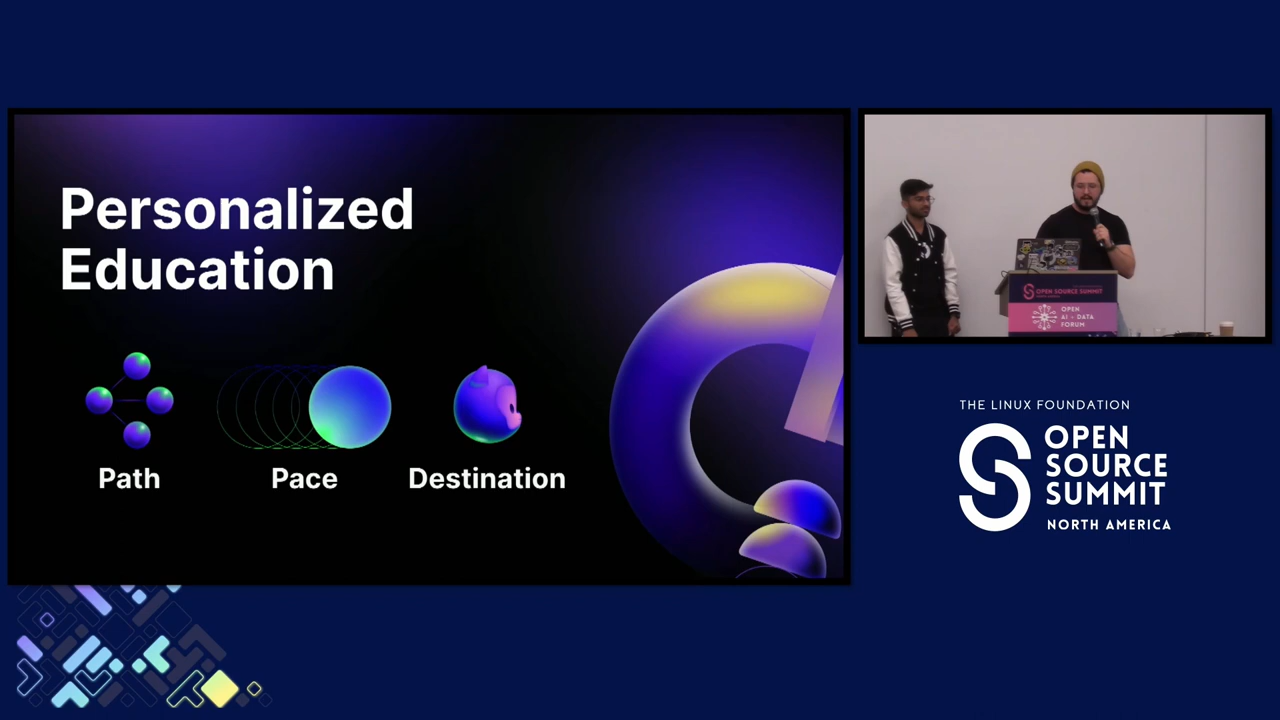 Personalized
Education
Path
Pace
Destination
OPEN SOURCE SUMMIT
OPEN
AI + DATA
FORUM
THE LINUX FOUNDATION
OPEN
SOURCE
SUMMIT
NORTH AMERICA